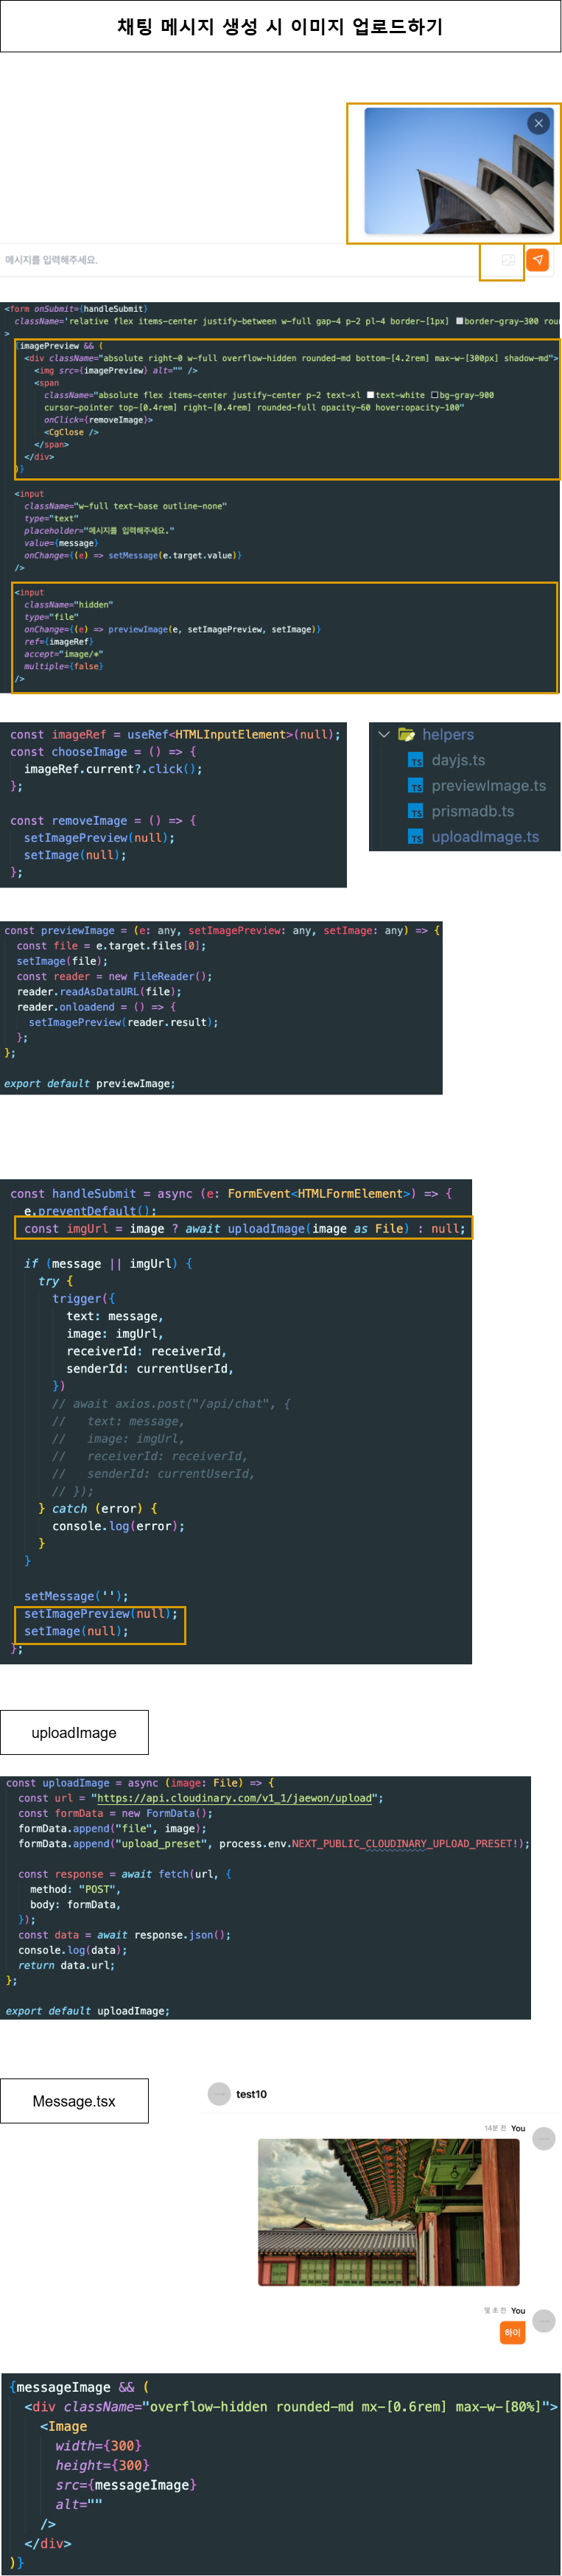 채팅 메시지 생성 시 이미지 업로드하기
메시지를 입력해주세요.
<form onSubmit={handleSubmit}
className='relative flex items-center justify-between w-full gap-4 p-2 pl-4 border-[1px] border-gray-300 rou
>
{imagePreview && (
<div className="absolute right-0 w-full overflow-hidden rounded-md bottom-[4.2rem] max-w-[300px] shadow-md">
<img src={imagePreview} alt="" />
<span
className="absolute flex items-center justify-center p-2 text-xl text-white bg-gray-900
cursor-pointer top-[0.4rem] right-[0.4rem] rounded-full opacity-60 hover:opacity-100"
onClick={removeImage}>
<CgClose />
</span>
</div>
)}
<input
className="w-full text-base outline-none"
type="text"
placeholder="메시지를 입력해주세요."
value={message}
onChange={(e) => setMessage(e.target.value)}
/>
<input
className="hidden"
type="file"
onChange={(e) => previewImage(e, setImagePreview, setImage)}
ref={imageRef}
accept="image/*"
multiple={false}
/>
const imageRef = useRef<HTMLInputElement>(null);
const chooseImage = () => {
imageRef.current?.click();
};
const removeImage = () => {
setImagePreview(null);
setImage(null);
};
helpers
TS dayjs.ts
TS previewImage.ts
TS prismadb.ts
TS uploadImage.ts
const previewImage = (e: any, setImagePreview: any, setImage: any) => {
const file = e.target.files[0];
setImage(file);
const reader = new FileReader();
reader.readAsDataURL(file);
reader.onloadend = () => {
setImagePreview(reader.result);
};
};
export default previewImage;
const handleSubmit = async (e: FormEvent<HTMLFormElement>) => {
e.preventDefault();
const imgUrl = image ? await uploadImage(image as File) : null;
if (message || imgUrl) {
try {
trigger({
text: message,
image: imgUrl,
receiverId: receiverId,
senderId: currentUserId,
})
// await axios.post("/api/chat", {
// text: message,
// image: imgUrl,
// receiverId: receiverId,
// senderId: currentUserId,
// });
} catch (error) {
console.log(error);
}
}
setMessage('');
setImagePreview(null);
setImage(null);
};
uploadImage
const uploadImage = async (image: File) => {
const url = "https://api.cloudinary.com/v1_1/jaewon/upload";
const formData = new FormData();
formData.append("file", image);
formData.append("upload_preset", process.env.NEXT_PUBLIC_CLOUDINARY_UPLOAD_PRESET!);
const response = await fetch(url, {
method: "POST",
body: formData,
});
const data = await response.json();
console.log(data);
return data.url;
};
export default uploadImage;
Message.tsx
test10
14분 전 You
몇 초 전 You
하이
{messageImage && (
<div className="overflow-hidden rounded-md mx-[0.6rem] max-w-[80%]">
<Image
width={300}
height={300}
src={messageImage}
alt=""
/>
</div>
)}